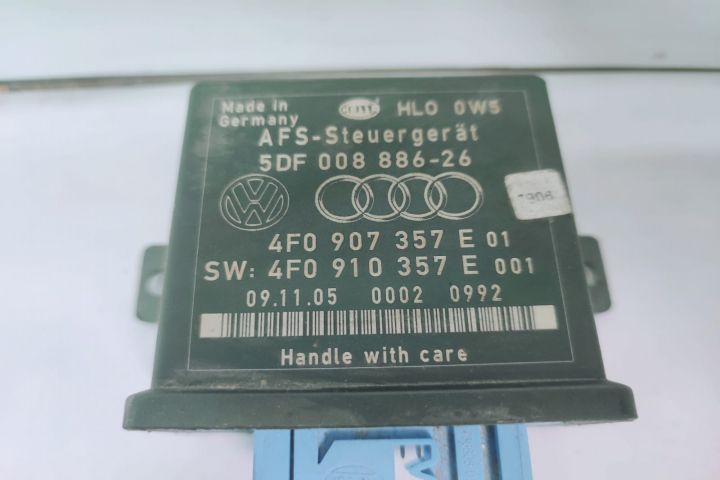 Made in
Germany
HELLA HLO 0W5
AFS-Steuergerät
5DF 008 886-26
4F0 907 357 E 01
SW: 4F0 910 357 E 001
09.11.05 0002 0992
Handle with care